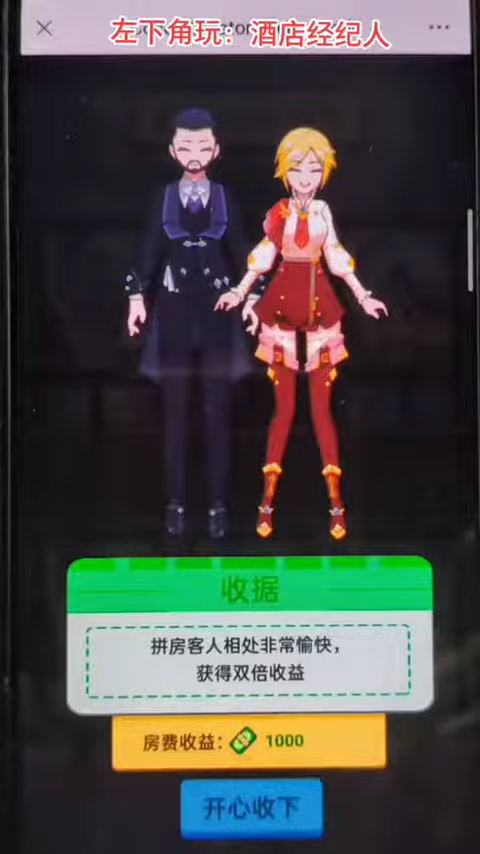 左下角玩：酒店经纪人
收据
拼房客人相处非常愉快，
获得双倍收益
房费收益：
1000
开心收下